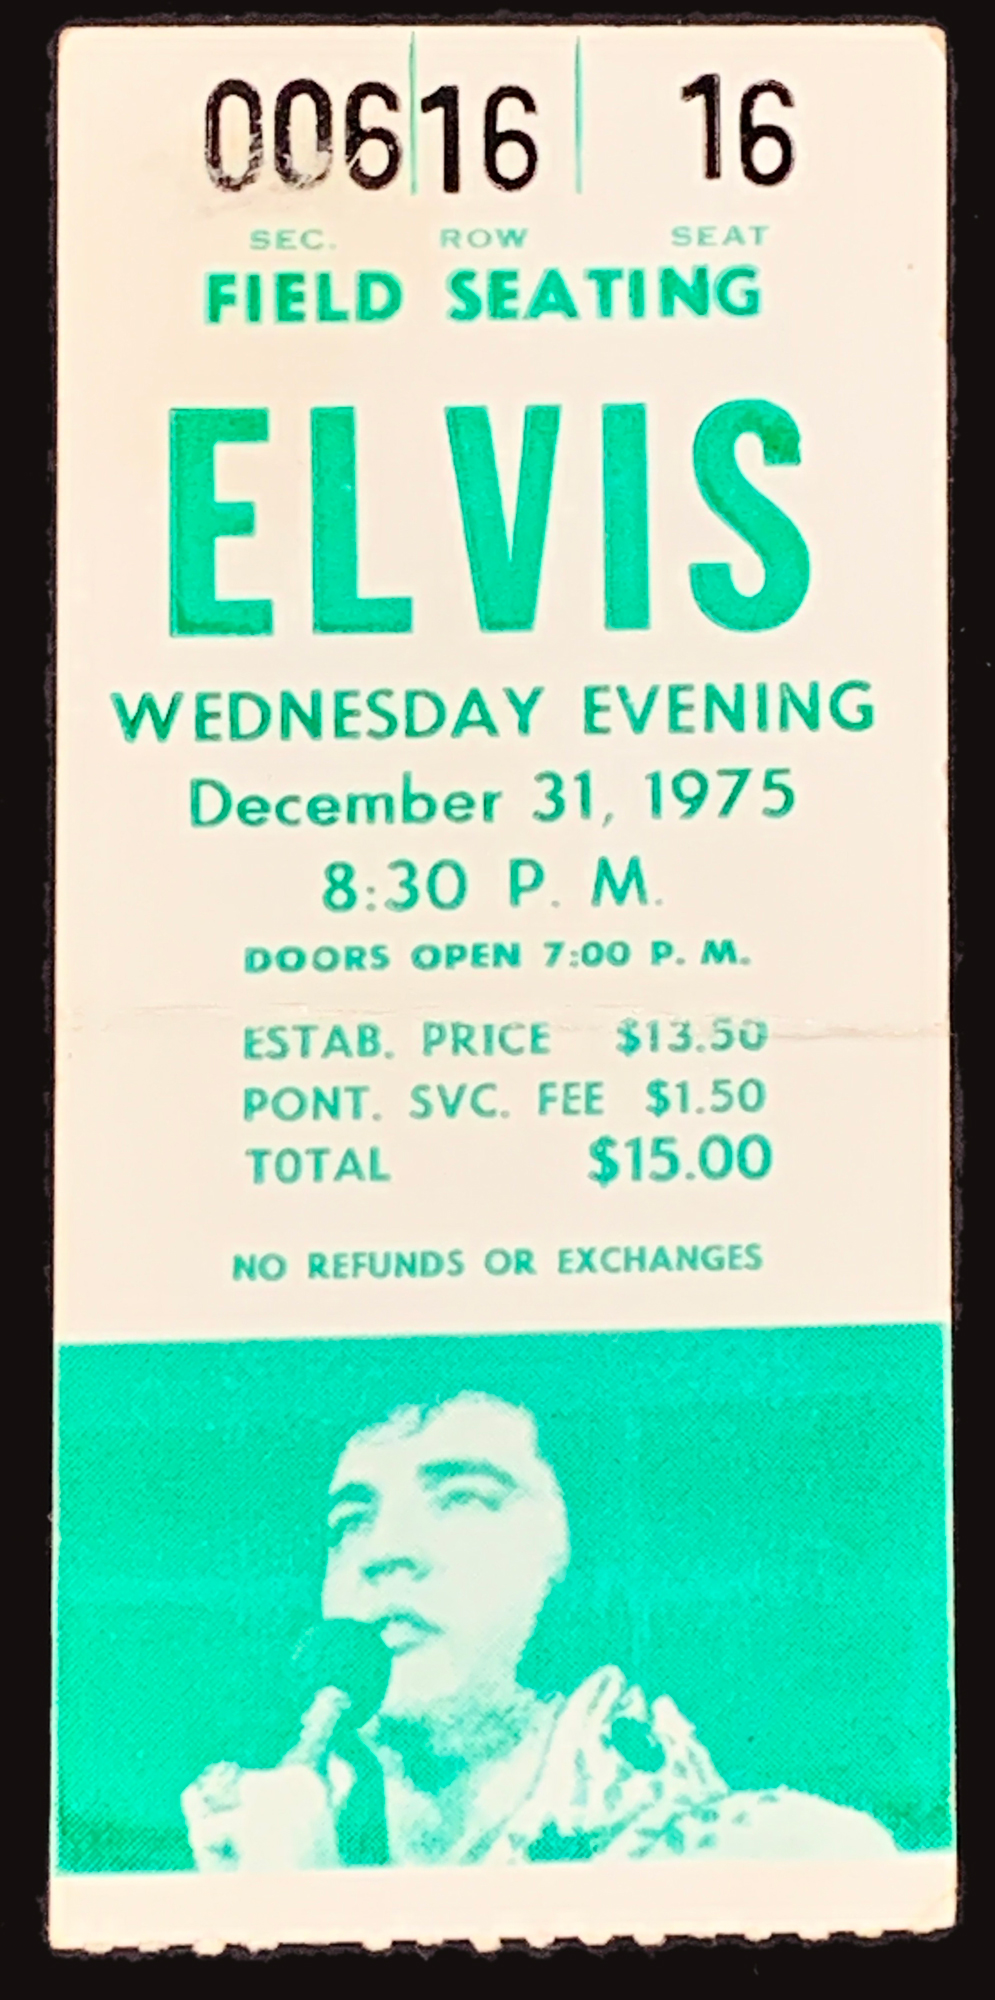 006 16 16
SEC. ROW SEAT
FIELD SEATING
ELVIS
WEDNESDAY EVENING
December 31, 1975
8:30 P. M.
DOORS OPEN 7:00 P. M.
ESTAB. PRICE $13.50
PONT. SVC. FEE $1.50
TOTAL $15.00
NO REFUNDS OR EXCHANGES